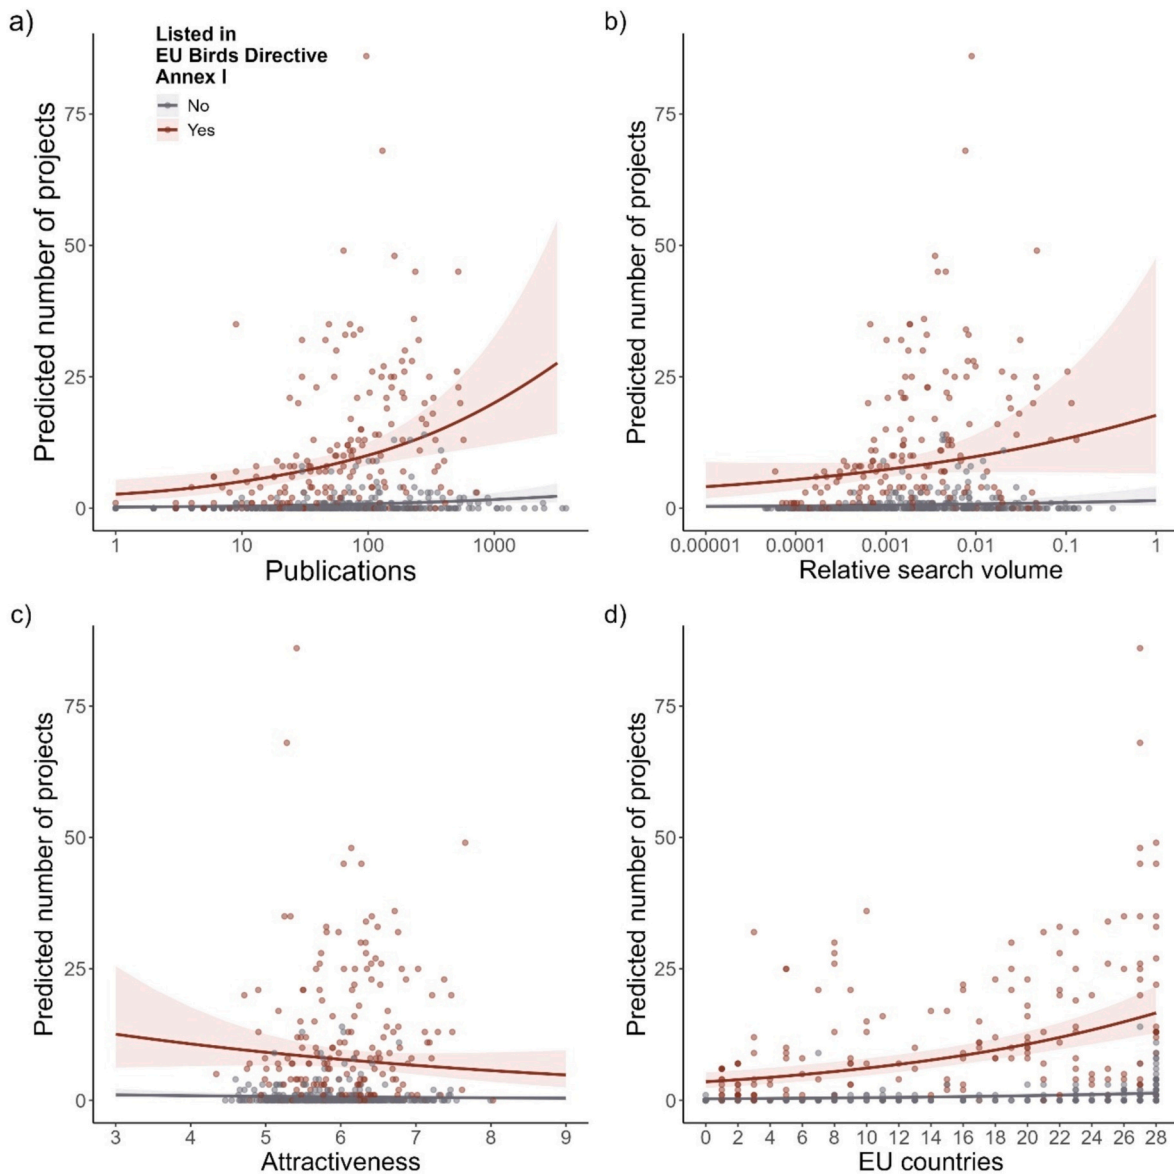 a)
Listed in
EU Birds Directive
Annex I
No
Yes
Predicted number of projects
75
50
25
0
1 10 100 1000
Publications
b)
Predicted number of projects
75
50
25
0
0.00001 0.0001 0.001 0.01 0.1 1
Relative search volume
c)
Predicted number of projects
75
50
25
0
3 4 5 6 7 8 9
Attractiveness
d)
Predicted number of projects
75
50
25
0
0 2 4 6 8 10 12 14 16 18 20 22 24 26 28
EU countries